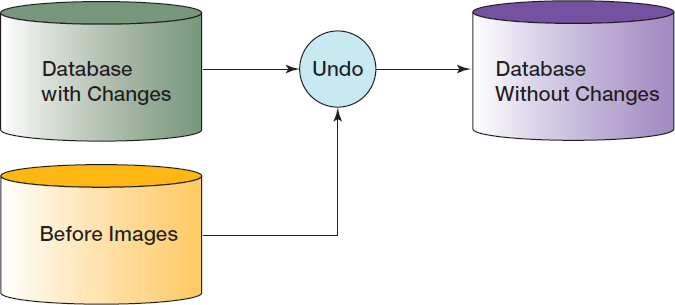 Database
with Changes
Undo
Database
Without Changes
Before Images